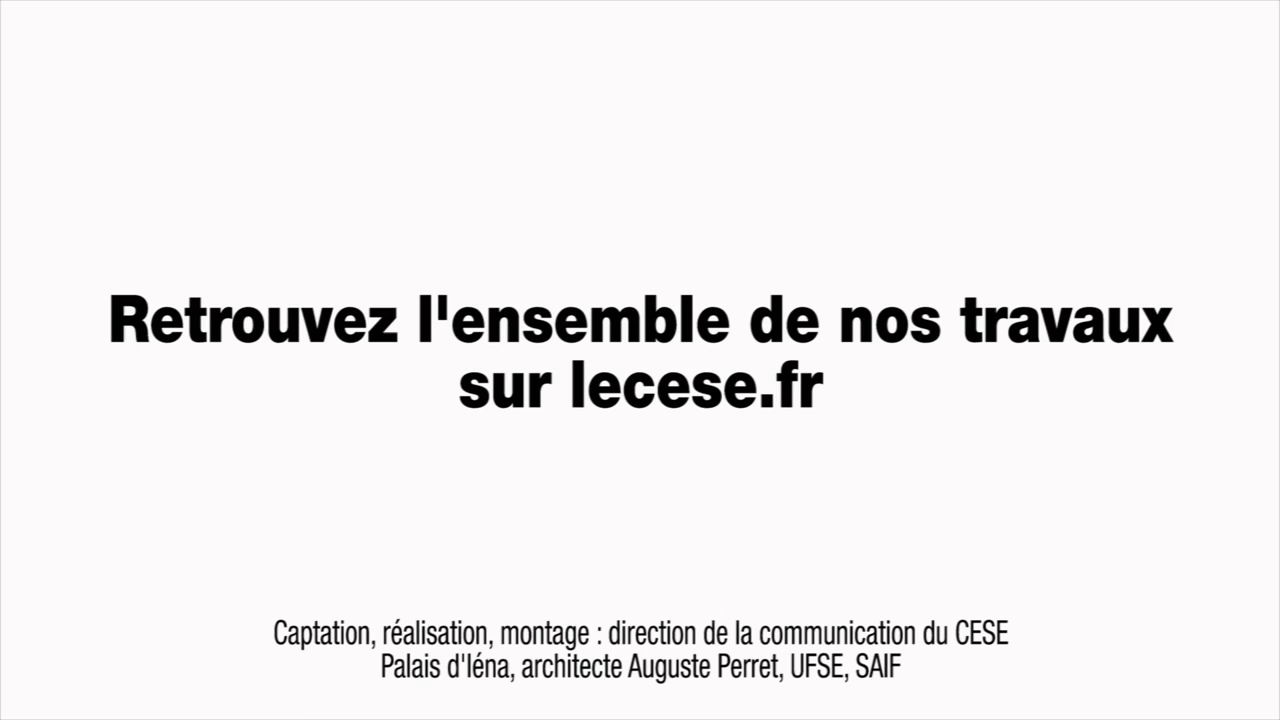 Retrouvez l'ensemble de nos travaux
sur lecese.fr
Captation, réalisation, montage : direction de la communication du CESE
Palais d'Iéna, architecte Auguste Perret, UFSE, SAIF